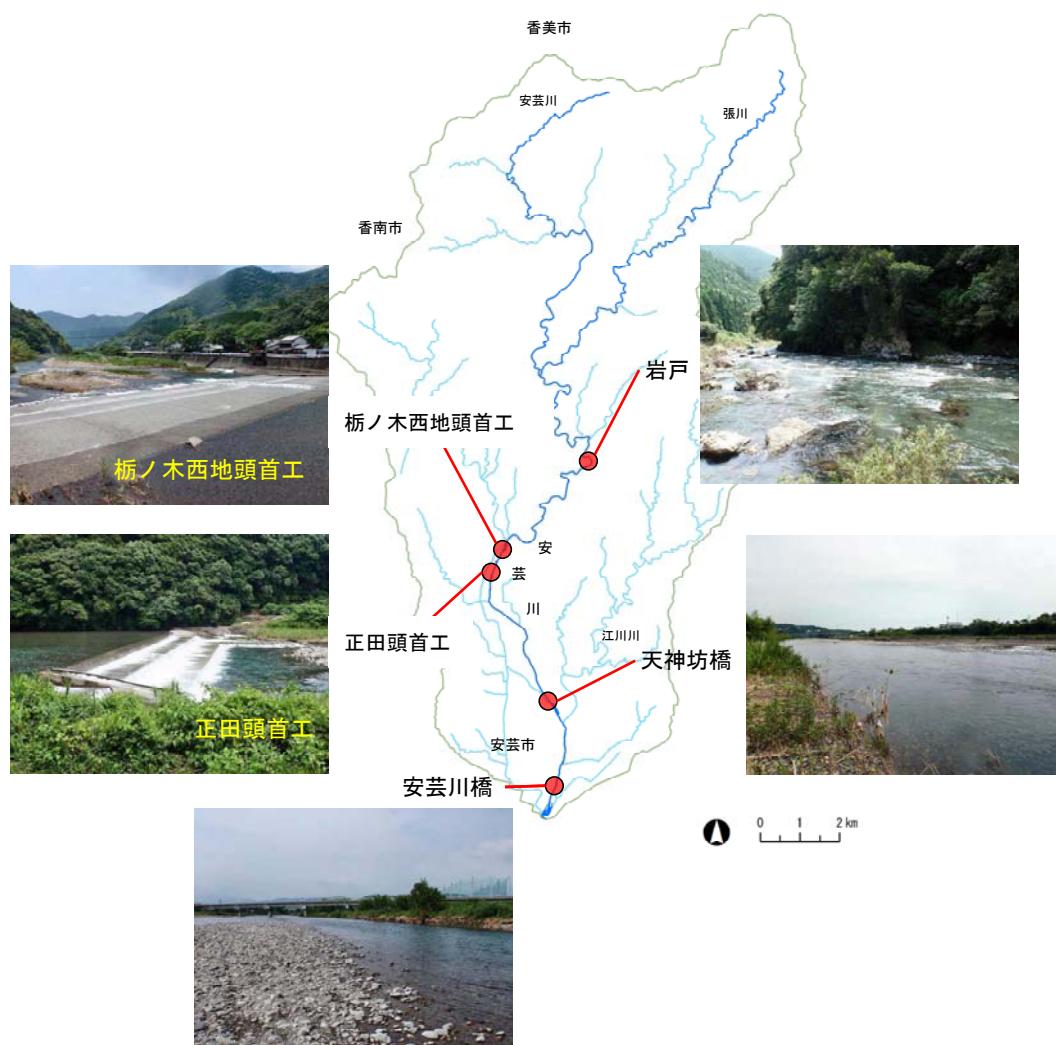 香美市
安芸川
張川
香南市
岩戸
栃ノ木西地頭首工
栃ノ木西地頭首工
安
芸
川
正田頭首工
江川川
天神坊橋
正田頭首工
安芸市
安芸川橋
0 1 2 km